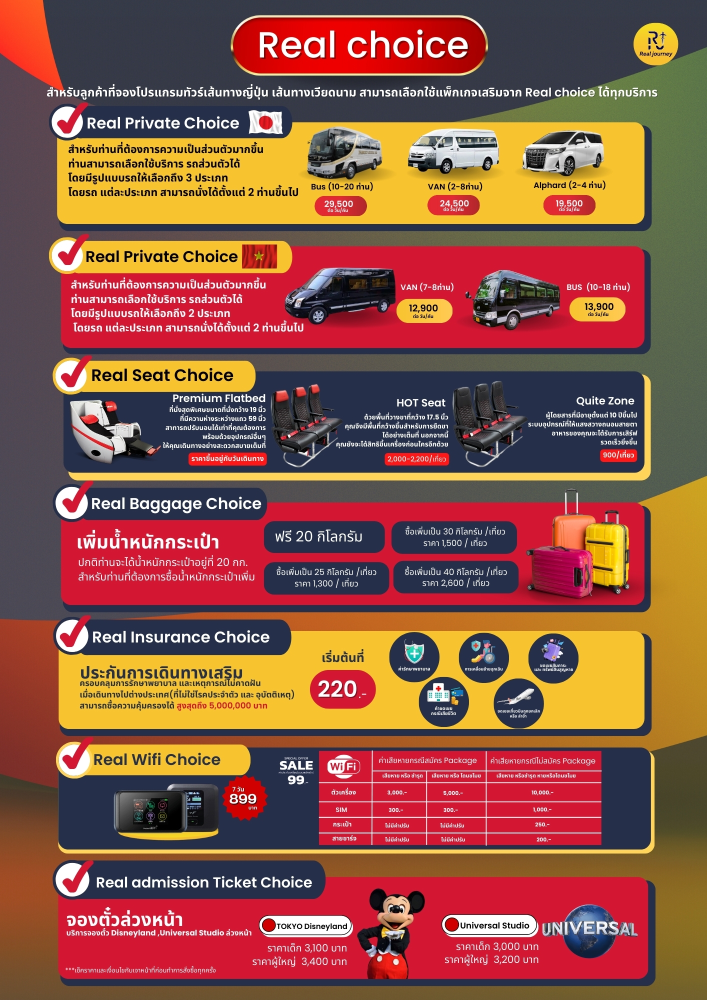 Real choice
RJ
Real journey
สำหรับลูกค้าที่จองโปรแกรมทัวร์เส้นทางญี่ปุ่น เส้นทางเวียดนาม สามารถเลือกใช้แพ็กเกจเสริมจาก Real choice ได้ทุกบริการ
Real Private Choice
สำหรับท่านที่ต้องการความเป็นส่วนตัวมากขึ้น
ท่านสามารถเลือกใช้บริการ รถส่วนตัวได้
โดยมีรูปแบบรถให้เลือกถึง 3 ประเภท
โดยรถ แต่ละประเภท สามารถนั่งได้ตั้งแต่ 2 ท่านขึ้นไป
Bus (10-20 ท่าน)
29,500
ต่อ วัน/คัน
VAN (2-8ท่าน)
24,500
ต่อ วัน/คัน
Alphard (2-4 ท่าน)
19,500
ต่อ วัน/คัน
Real Private Choice
สำหรับท่านที่ต้องการความเป็นส่วนตัวมากขึ้น
ท่านสามารถเลือกใช้บริการ รถส่วนตัวได้
โดยมีรูปแบบรถให้เลือกถึง 2 ประเภท
โดยรถ แต่ละประเภท สามารถนั่งได้ตั้งแต่ 2 ท่านขึ้นไป
VAN (7-8ท่าน)
12,900
ต่อ วัน/คัน
BUS (10-18 ท่าน)
13,900
ต่อ วัน/คัน
Real Seat Choice
Premium Flatbed
ที่นั่งสุดพิเศษขนาดที่นั่งกว้าง 19 นิ้ว
ที่มีความห่างระหว่างแถว 59 นิ้ว
สาทารถปรับนอนได้เท่าที่คุณต้องการ
พร้อมด้วยอุปกรณ์อื่นๆ
ให้คุณเดินทางอย่างสะดวกสบายเต็มที่
ราคาขึ้นอยู่กับวันเดินทาง
HOT Seat
ด้วยพื้นที่วางขาที่กว้าง 17.5 นิ้ว
คุณจึงมีพื้นที่กว้างขึ้นสำหรับการยืดขา
ได้อย่างเต็มที่ นอกจากนี้
คุณยังจะได้สิทธิขึ้นเครื่องก่อนใครอีกด้วย
2,000-2,200/เที่ยว
Quite Zone
ผู้โดยสารที่มีอายุตั้งแต่ 10 ปีขึ้นไป
ระบบอุปกรณ์ที่ให้แสงสว่างถนอมสายตา
อาหารของคุณจะได้รับการเสิร์ฟ
รวดเร็วยิ่งขึ้น
900/เที่ยว
Real Baggage Choice
เพิ่มน้ำหนักกระเป๋า
ปกติท่านจะได้น้ำหนักกระเป๋าอยู่ที่ 20 กก.
สำหรับท่านที่ต้องการซื้อน้ำหนักกระเป๋าเพิ่ม
ฟรี 20 กิโลกรัม
ซื้อเพิ่มเป็น 30 กิโลกรัม /เที่ยว
ราคา 1,500 / เที่ยว
ซื้อเพิ่มเป็น 25 กิโลกรัม /เที่ยว
ราคา 1,300 / เที่ยว
ซื้อเพิ่มเป็น 40 กิโลกรัม /เที่ยว
ราคา 2,600 / เที่ยว
Real Insurance Choice
ประกันการเดินทางเสริม
ครอบคลุมการรักษาพยาบาล และเหตุการณ์ไม่คาดฝัน
เมื่อเดินทางไปต่างประเทศ(ที่ไม่ใช่โรคประจำตัว และ อุบัตติเหตุ)
สามารถซื้อความคุ้มครองได้ สูงสุดถึง 5,000,000 บาท
เริ่มต้นที่
220.-
ค่ารักษาพยาบาล
การเคลื่อนย้ายฉุกเฉิน
ชดเชยสัมภาระ
และ ทรัพย์สินสูญหาย
ค่าชดเชย
กรณีเสียชีวิต
ชดเชยเที่ยวบินถูกยกเลิก
หรือ ล่าช้า
Real Wifi Choice
7 วัน
899
บาท
SPECIAL OFFER
SALE
99.-
WiFi
ค่าเสียหายกรณีสมัคร Package
ค่าเสียหายกรณีไม่สมัคร Package
เสียหาย หรือ ชำรุด
เสียหาย หรือ โดนขโมย
เสียหาย หรือชำรุด หายหรือโดนขโมย
ตัวเครื่อง 3,000.- 5,000.- 10,000.-
SIM 300.- 300.- 1,000.-
กระเป๋า ไม่มีค่าปรับ ไม่มีค่าปรับ 250.-
สายชาร์จ ไม่มีค่าปรับ ไม่มีค่าปรับ 200.-
Real admission Ticket Choice
จองตั๋วล่วงหน้า
บริการจองตั๋ว Disneyland ,Universal Studio ล่วงหน้า
TOKYO Disneyland
ราคาเด็ก 3,100 บาท
ราคาผู้ใหญ่ 3,400 บาท
Universal Studio
ราคาเด็ก 3,000 บาท
ราคาผู้ใหญ่ 3,200 บาท
UNIVERSAL
***เช็คราคาและเงื่อนไขกับเจาหน้าที่ก่อนทำการสั่งซื้อทุกครั้ง